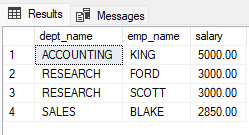 Results Messages
dept_name emp_name salary
1 ACCOUNTING KING 5000.00
2 RESEARCH FORD 3000.00
3 RESEARCH SCOTT 3000.00
4 SALES BLAKE 2850.00